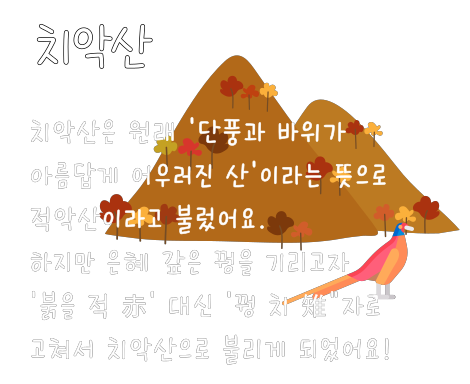 치악산
치악산은 원래 '단풍과 바위가
아름답게 어우러진 산'이라는 뜻으로
적악산이라고 불렀어요.
하지만 은혜 갚은 꿩을 기리고자
'붉을 적 赤' 대신 '꿩 치 雉"자로
고쳐서 치악산으로 불리게 되었어요!